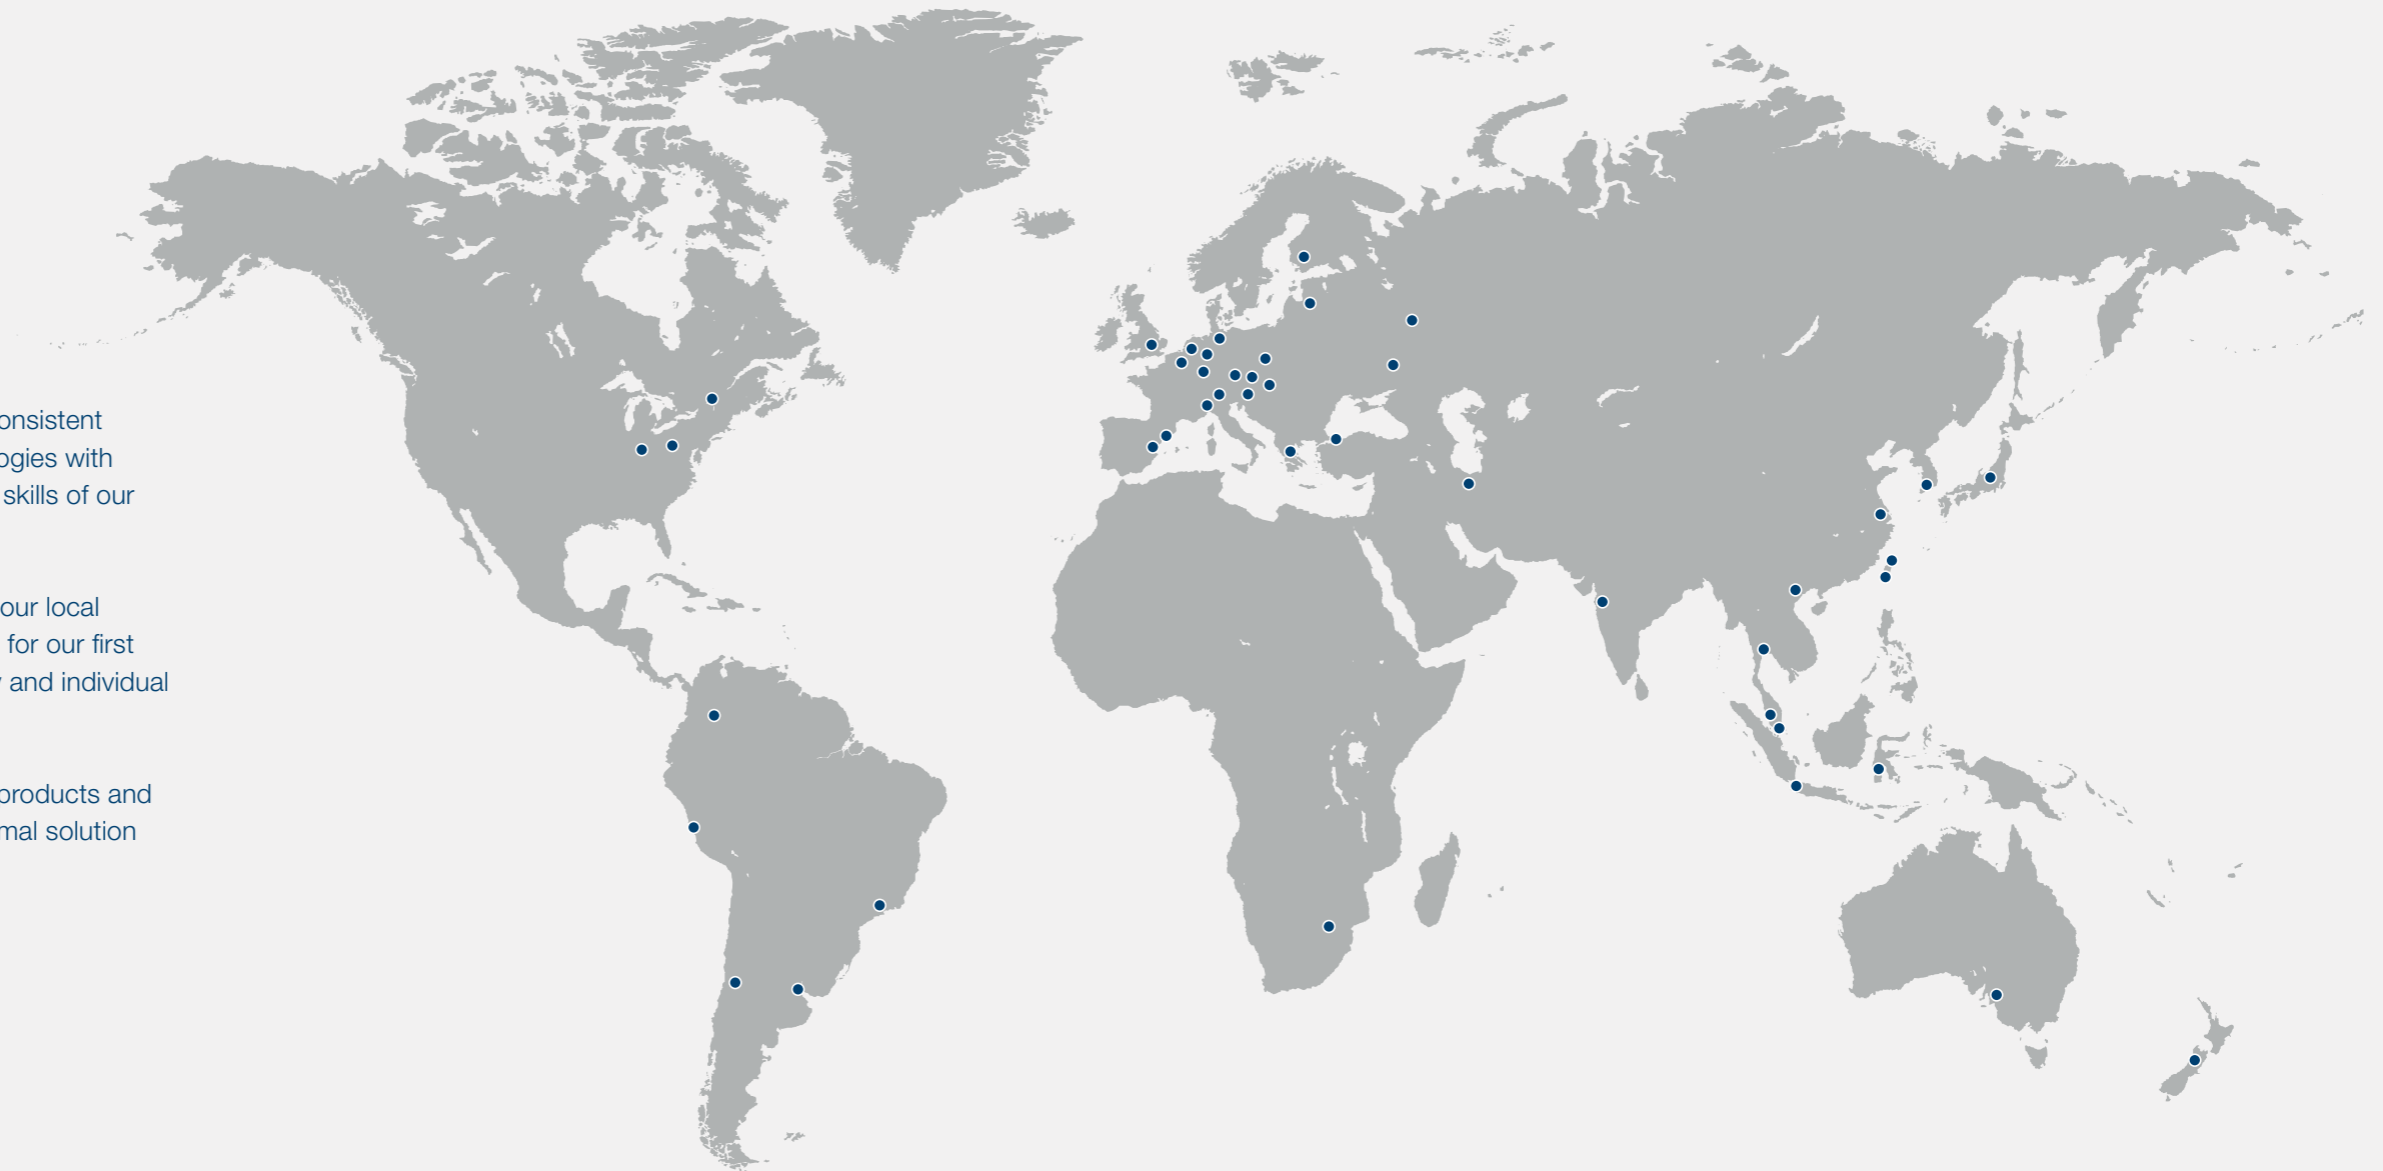 onsistent
ogies with
skills of our
our local
for our first
and individual
products and
mal solution